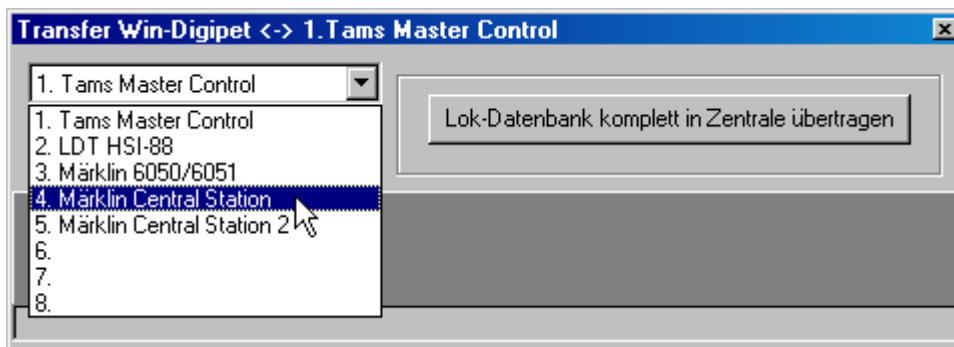 Transfer Win-Digipet <-> 1.Tams Master Control
1. Tams Master Control
Lok-Datenbank komplett in Zentrale übertragen
1. Tams Master Control
2. LDT HSI-88
3. Märklin 6050/6051
4. Märklin Central Station
5. Märklin Central Station 2
6.
7.
8.